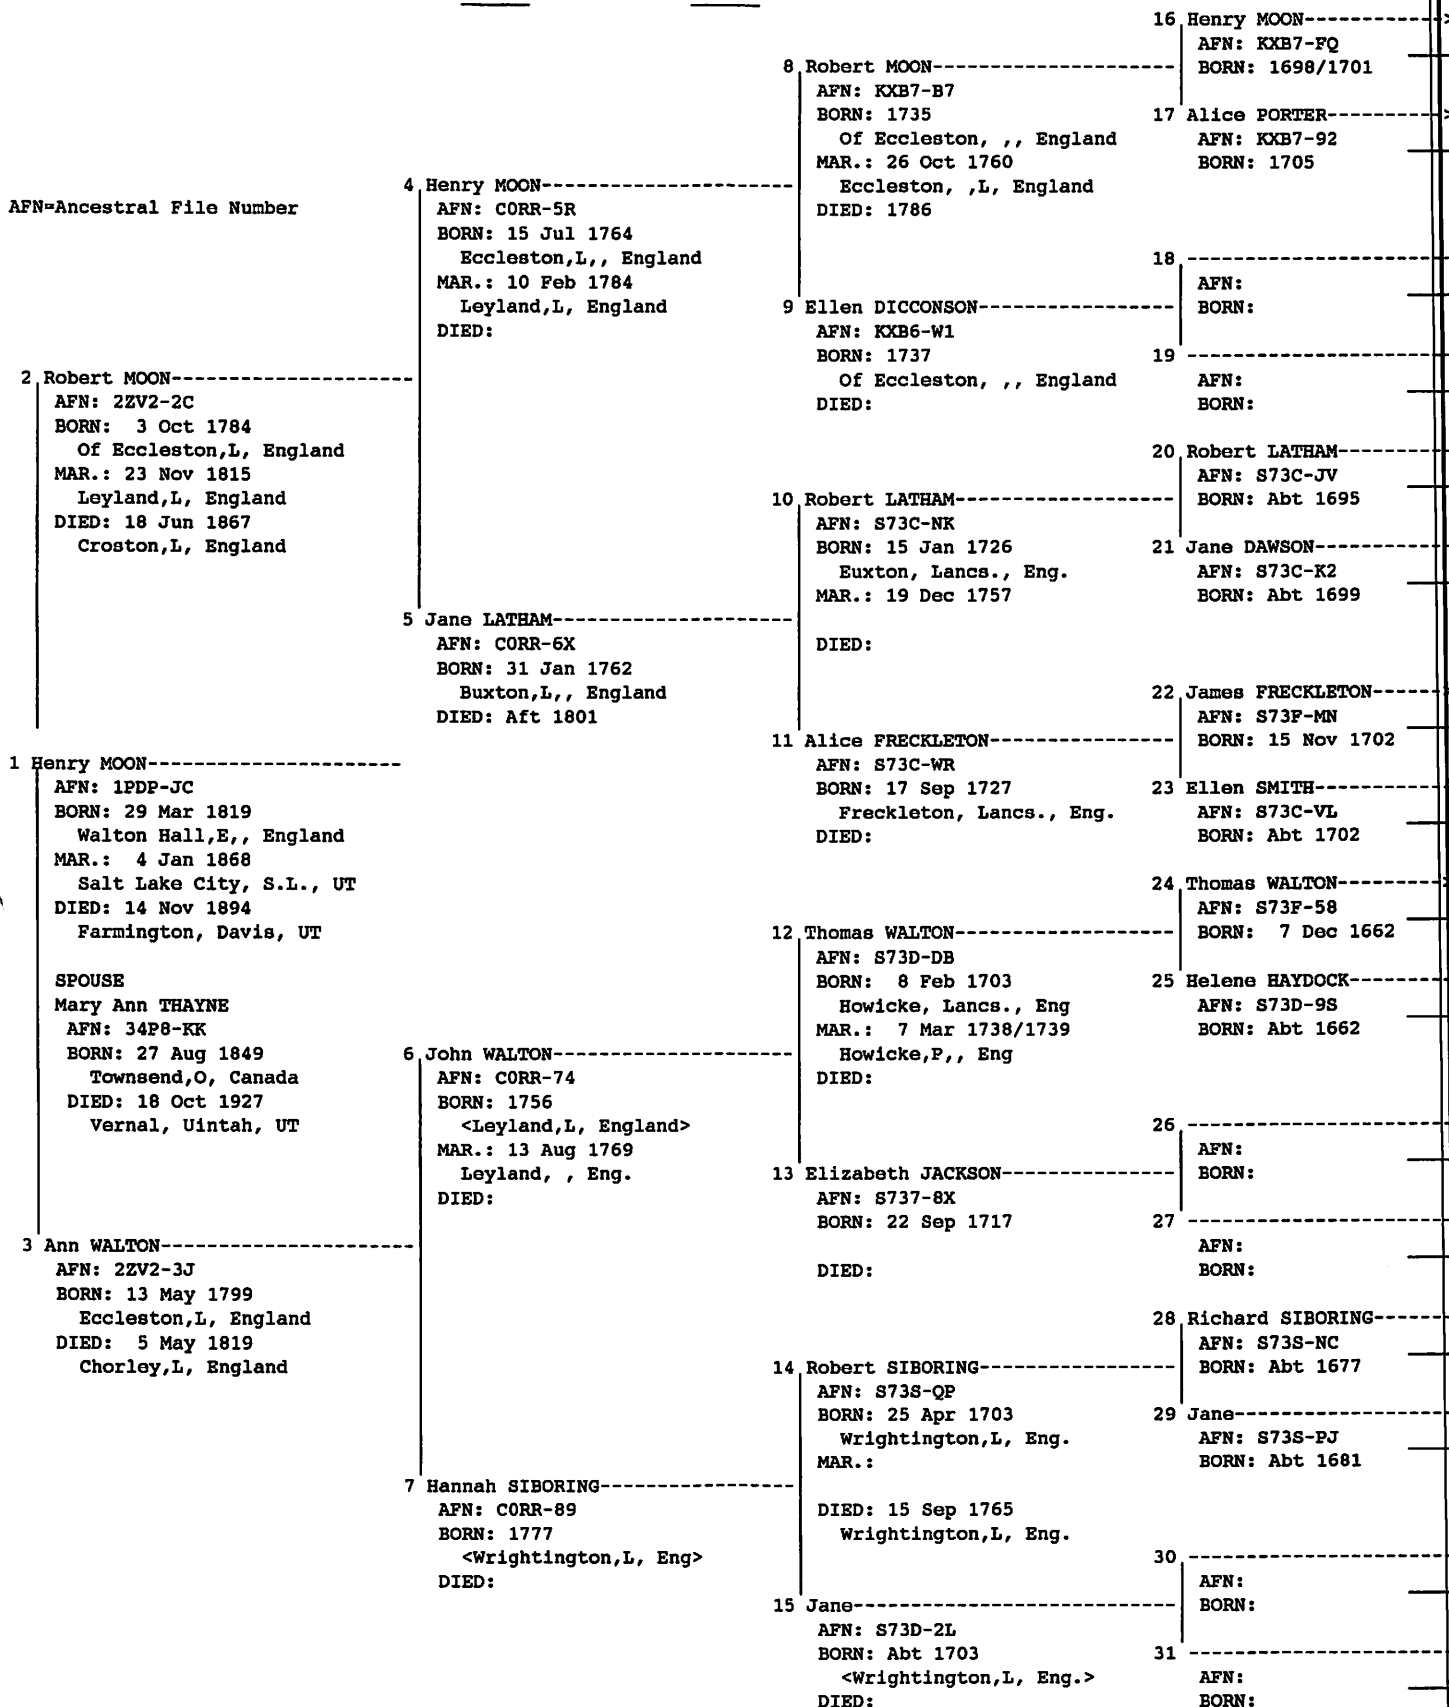 AFN=Ancestral File Number
1 Henry MOON----------------------
AFN: 1PDP-JC
BORN: 29 Mar 1819
Walton Hall,E,, England
MAR.: 4 Jan 1868
Salt Lake City, S.L., UT
DIED: 14 Nov 1894
Farmington, Davis, UT
SPOUSE
Mary Ann THAYNE
AFN: 34P8-KK
BORN: 27 Aug 1849
Townsend,O, Canada
DIED: 18 Oct 1927
Vernal, Uintah, UT
2 Robert MOON---------------------
AFN: 2ZV2-2C
BORN: 3 Oct 1784
Of Eccleston,L, England
MAR.: 23 Nov 1815
Leyland,L, England
DIED: 18 Jun 1867
Croston,L, England
3 Ann WALTON----------------------
AFN: 2ZV2-3J
BORN: 13 May 1799
Eccleston,L, England
DIED: 5 May 1819
Chorley,L, England
4 Henry MOON----------------------
AFN: C0RR-5R
BORN: 15 Jul 1764
Eccleston,L,, England
MAR.: 10 Feb 1784
Leyland,L, England
DIED:
5 Jane LATHAM---------------------
AFN: C0RR-6X
BORN: 31 Jan 1762
Buxton,L,, England
DIED: Aft 1801
6 John WALTON---------------------
AFN: C0RR-74
BORN: 1756
<Leyland,L, England>
MAR.: 13 Aug 1769
Leyland, , Eng.
DIED:
7 Hannah SIBORING-----------------
AFN: C0RR-89
BORN: 1777
<Wrightington,L, Eng>
DIED:
8 Robert MOON---------------------
AFN: KXB7-B7
BORN: 1735
Of Eccleston, ,, England
MAR.: 26 Oct 1760
Eccleston, ,L, England
DIED: 1786
9 Ellen DICCONSON-----------------
AFN: KXB6-W1
BORN: 1737
Of Eccleston, ,, England
DIED:
10 Robert LATHAM-------------------
AFN: S73C-NK
BORN: 15 Jan 1726
Euxton, Lancs., Eng.
MAR.: 19 Dec 1757
DIED:
11 Alice FRECKLETON----------------
AFN: S73C-WR
BORN: 17 Sep 1727
Freckleton, Lancs., Eng.
DIED:
12 Thomas WALTON-------------------
AFN: S73D-DB
BORN: 8 Feb 1703
Howicke, Lancs., Eng
MAR.: 7 Mar 1738/1739
Howicke,P,, Eng
DIED:
13 Elizabeth JACKSON---------------
AFN: S737-8X
BORN: 22 Sep 1717
DIED:
14 Robert SIBORING-----------------
AFN: S73S-QP
BORN: 25 Apr 1703
Wrightington,L, Eng.
MAR.:
DIED: 15 Sep 1765
Wrightington,L, Eng.
15 Jane----------------------------
AFN: S73D-2L
BORN: Abt 1703
<Wrightington,L, Eng.>
DIED:
16 Henry MOON------------>
AFN: KXB7-FQ
BORN: 1698/1701
17 Alice PORTER---------->
AFN: KXB7-92
BORN: 1705
18 -----------------------
AFN:
BORN:
19 -----------------------
AFN:
BORN:
20 Robert LATHAM----------
AFN: S73C-JV
BORN: Abt 1695
21 Jane DAWSON------------
AFN: S73C-K2
BORN: Abt 1699
22 James FRECKLETON------>
AFN: S73F-MN
BORN: 15 Nov 1702
23 Ellen SMITH------------
AFN: S73C-VL
BORN: Abt 1702
24 Thomas WALTON--------->
AFN: S73F-58
BORN: 7 Dec 1662
25 Helene HAYDOCK---------
AFN: S73D-9S
BORN: Abt 1662
26 -----------------------
AFN:
BORN:
27 -----------------------
AFN:
BORN:
28 Richard SIBORING-------
AFN: S73S-NC
BORN: Abt 1677
29 Jane-------------------
AFN: S73S-PJ
BORN: Abt 1681
30 -----------------------
AFN:
BORN:
31 -----------------------
AFN:
BORN: